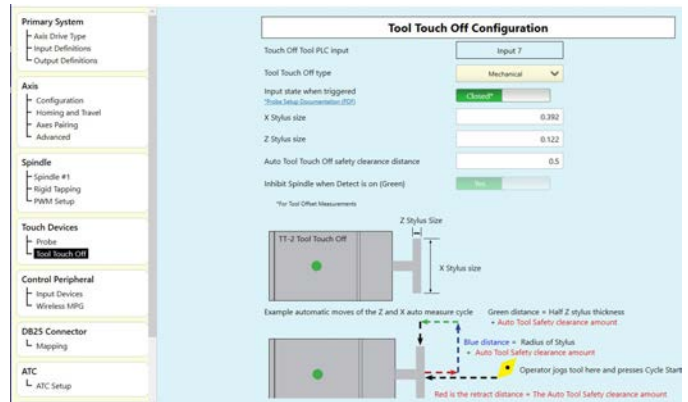 Primary System
Axis Drive Type
Input Definitions
Output Definitions
Axis
Configuration
Homing and Travel
Axes Pairing
Advanced
Spindle
Spindle #1
Rigid Tapping
PWM Setup
Touch Devices
Probe
Tool Touch Off
Control Peripheral
Input Devices
Wireless MPG
DB25 Connector
Mapping
ATC
ATC Setup
Tool Touch Off Configuration
Touch Off Tool PLC input
Input 7
Tool Touch Off type
Mechanical
Input state when triggered
Closed*
*Probe Setup Documentation (PDF)
X Stylus size
0.392
Z Stylus size
0.122
Auto Tool Touch Off safety clearance distance
0.5
Inhibit Spindle when Detect is on (Green)
Yes
*For Tool Offset Measurements
Z Stylus Size
TT-2 Tool Touch Off
X Stylus size
Example automatic moves of the Z and X auto measure cycle
Green distance = Half Z stylus thickness
+ Auto Tool Safety clearance amount
Blue distance = Radius of Stylus
+ Auto Tool Safety clearance amount
Operator jogs tool here and presses Cycle Start
Red is the retract distance = The Auto Tool Safety clearance amount